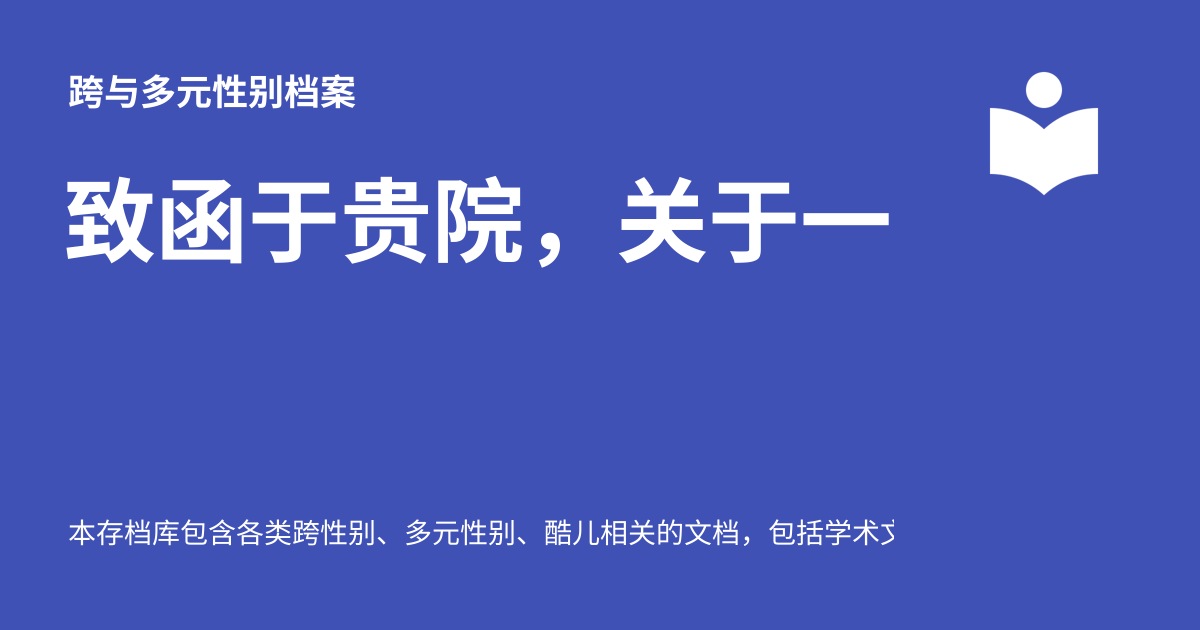 跨与多元性别档案
致函于贵院，关于一
本存档库包含各类跨性别、多元性别、酷儿相关的文档，包括学术文